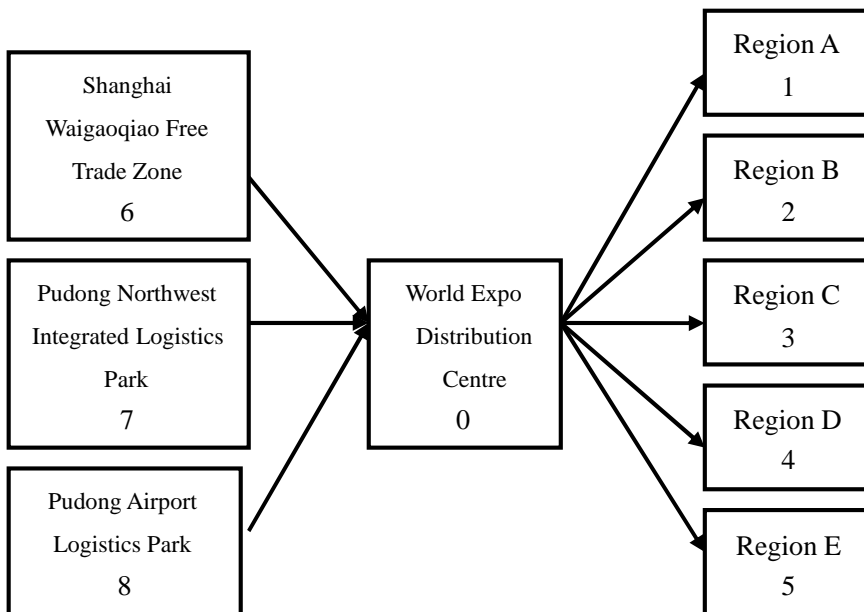 Shanghai
Waigaoqiao Free
Trade Zone
6
Pudong Northwest
Integrated Logistics
Park
7
Pudong Airport
Logistics Park
8
World Expo
Distribution
Centre
0
Region A
1
Region B
2
Region C
3
Region D
4
Region E
5